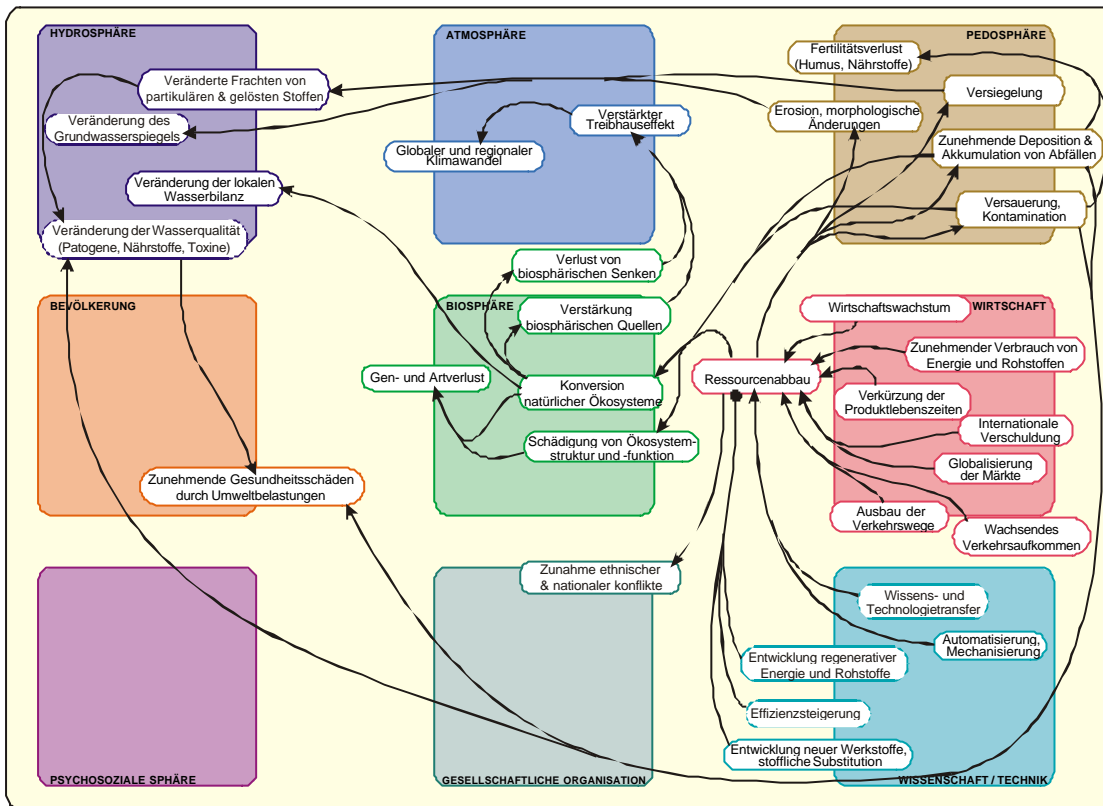 HYDROSPHÄRE
Veränderte Frachten von
partikulären & gelösten Stoffen
Veränderung des
Grundwasserspiegels
Veränderung der lokalen
Wasserbilanz
Veränderung der Wasserqualität
(Patogene, Nährstoffe, Toxine)
ATMOSPHÄRE
Verstärkter
Treibhauseffekt
Globaler und regionaler
Klimawandel
PEDOSPHÄRE
Fertilitätsverlust
(Humus, Nährstoffe)
Versiegelung
Erosion, morphologische
Änderungen
Zunehmende Deposition &
Akkumulation von Abfällen
Versauerung,
Kontamination
BEVÖLKERUNG
Zunehmende Gesundheitsschäden
durch Umweltbelastungen
Verlust von
biosphärischen Senken
BIOSPHÄRE
Verstärkung
biosphärischen Quellen
Gen- und Artverlust
Konversion
natürlicher Ökosysteme
Schädigung von Ökosystem-
struktur und -funktion
WIRTSCHAFT
Wirtschaftswachstum
Zunehmender Verbrauch von
Energie und Rohstoffen
Ressourcenabbau
Verkürzung der
Produktlebenszeiten
Internationale
Verschuldung
Globalisierung
der Märkte
Ausbau der
Verkehrswege
Wachsendes
Verkehrsaufkommen
PSYCHOSOZIALE SPHÄRE
Zunahme ethnischer
& nationaler konflikte
GESELLSCHAFTLICHE ORGANISATION
Wissens- und
Technologietransfer
Automatisierung,
Mechanisierung
Entwicklung regenerativer
Energie und Rohstoffe
Effizienzsteigerung
Entwicklung neuer Werkstoffe,
stoffliche Substitution
WISSENSCHAFT / TECHNIK